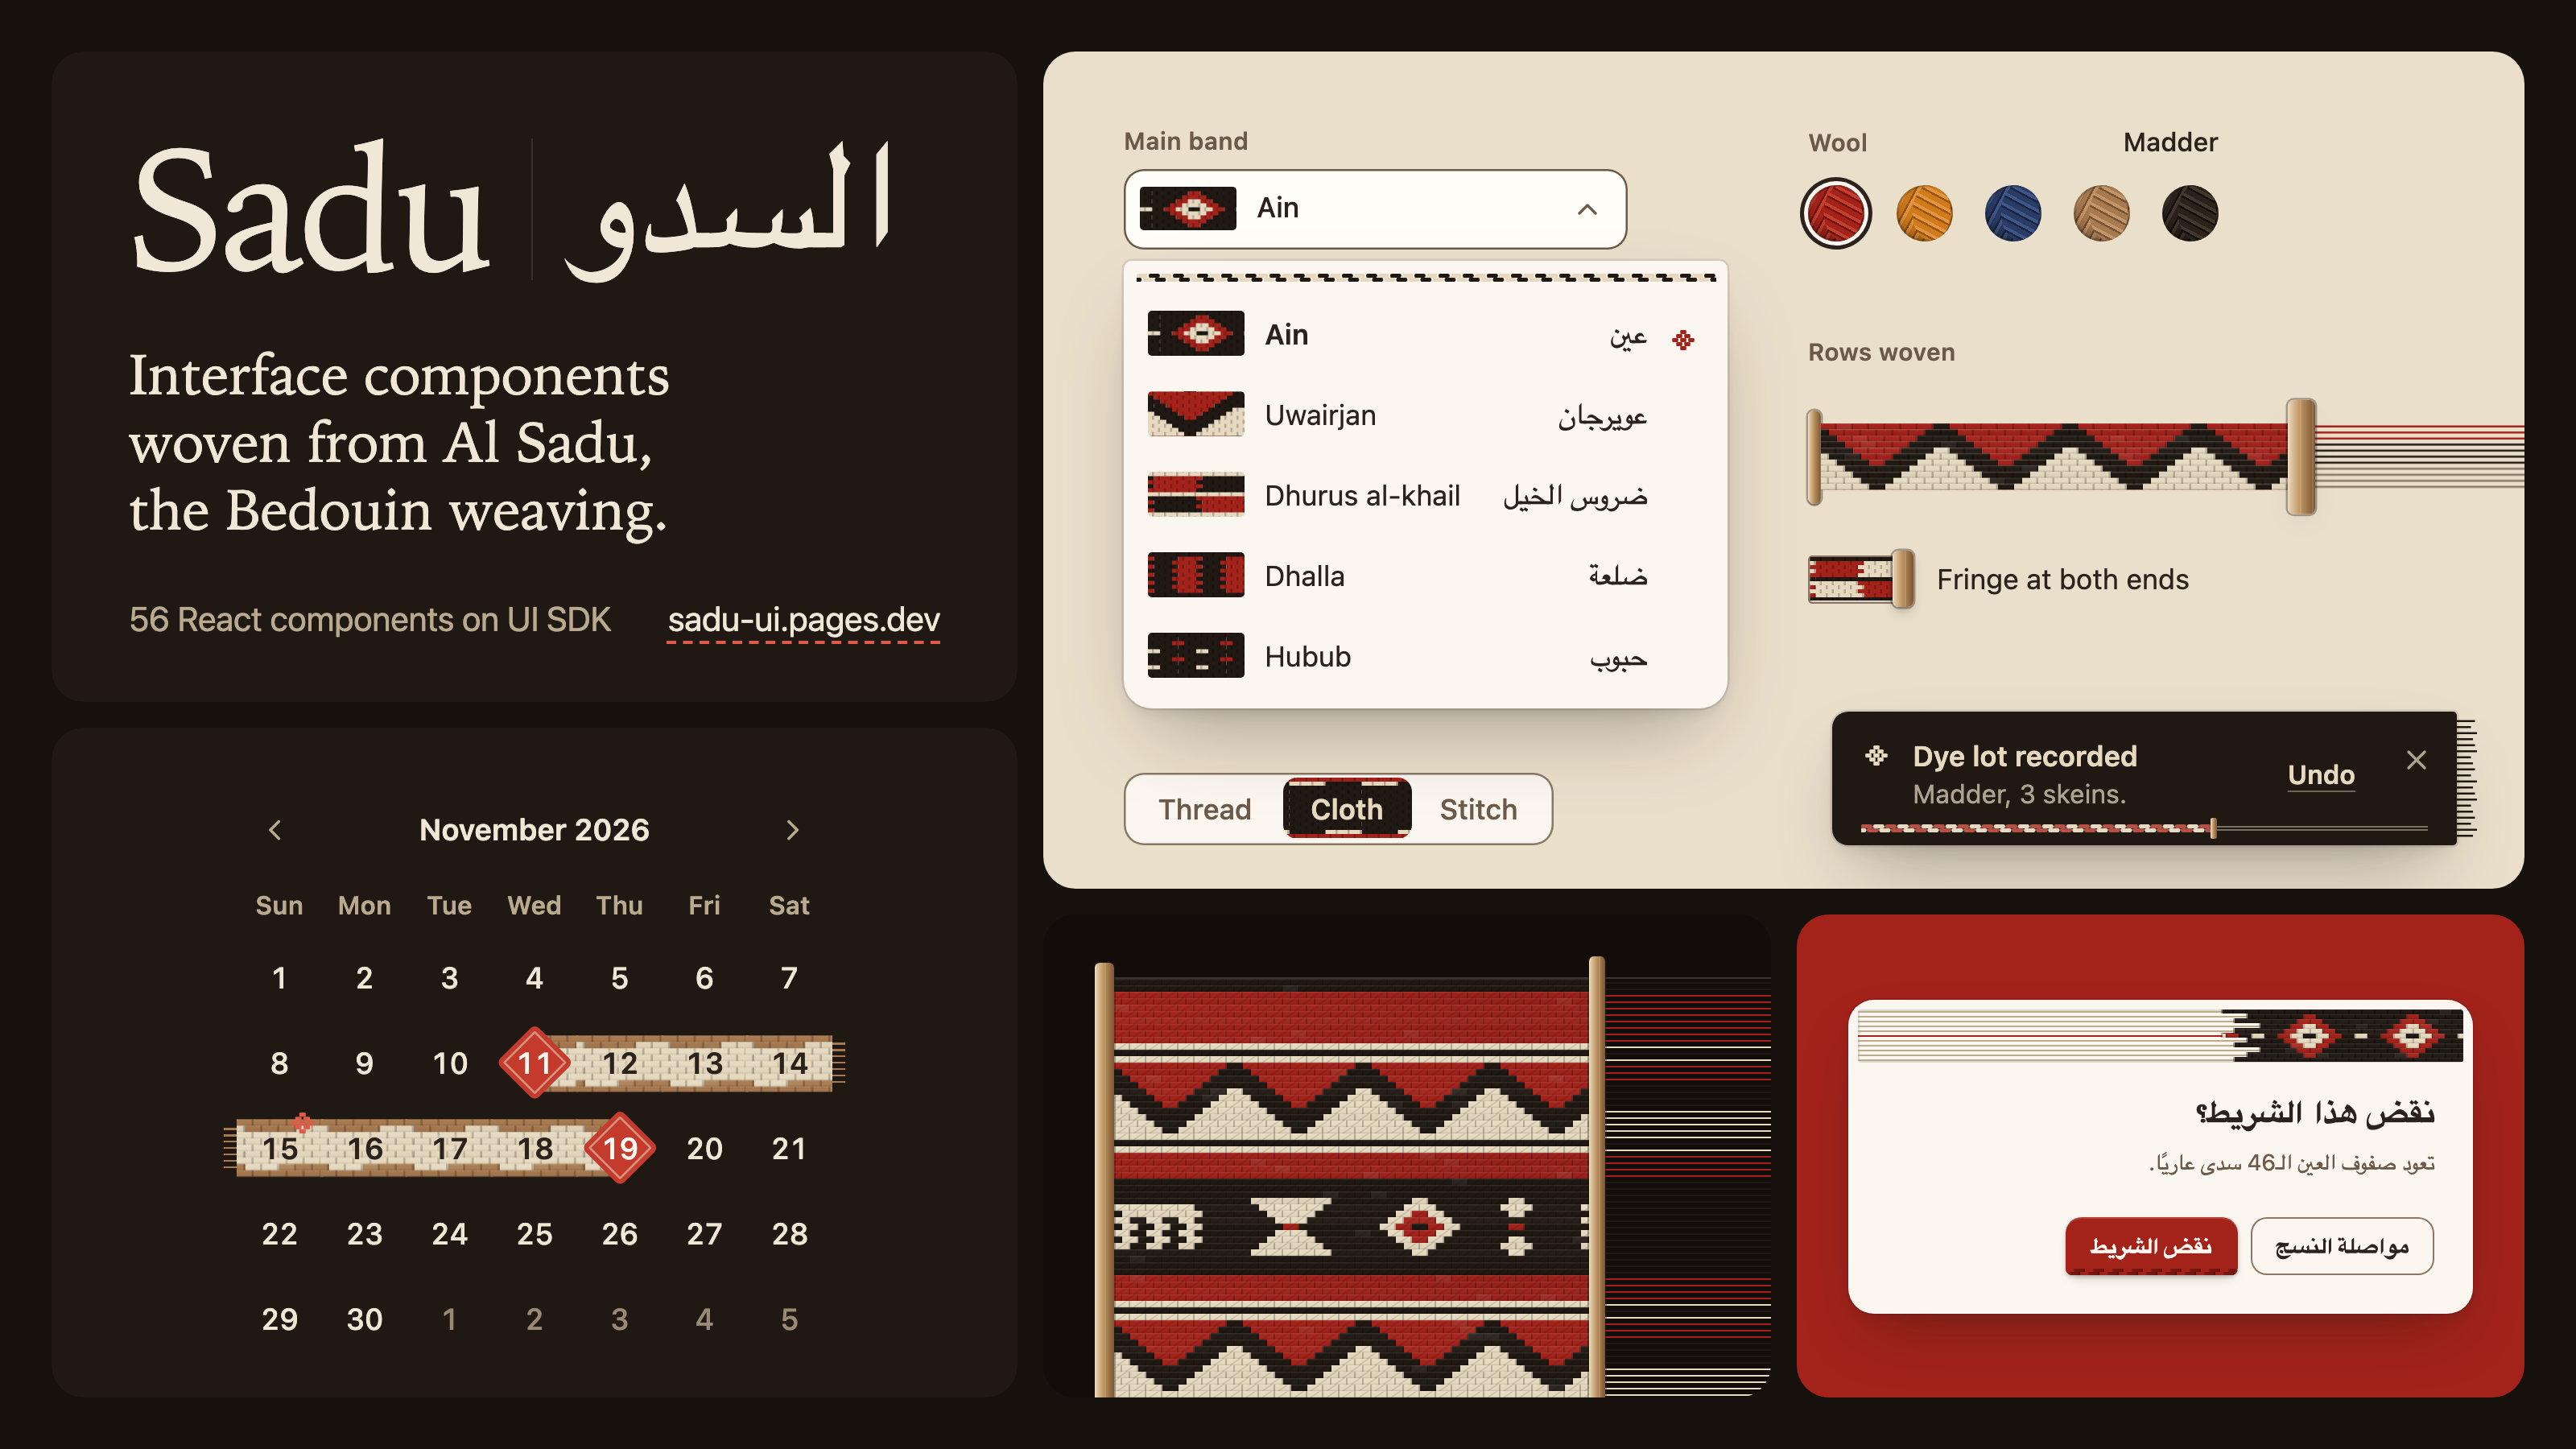 Sadu السدو
Interface components
woven from Al Sadu,
the Bedouin weaving.
56 React components on UI SDK sadu-ui.pages.dev
November 2026
Sun Mon Tue Wed Thu Fri Sat
1 2 3 4 5 6 7
8 9 10 11 12 13 14
15 16 17 18 19 20 21
22 23 24 25 26 27 28
29 30 1 2 3 4 5
Main band
Ain
Ain عين
Uwairjan عويرجان
Dhurus al-khail ضروس الخيل
Dhalla ضلعة
Hubub حبوب
Thread Cloth Stitch
Wool Madder
Rows woven
Fringe at both ends
Dye lot recorded
Madder, 3 skeins.
Undo
نقض هذا الشريط؟
تعود صفوف العين الـ46 سدى عاريًا.
مواصلة النسج نقض الشريط